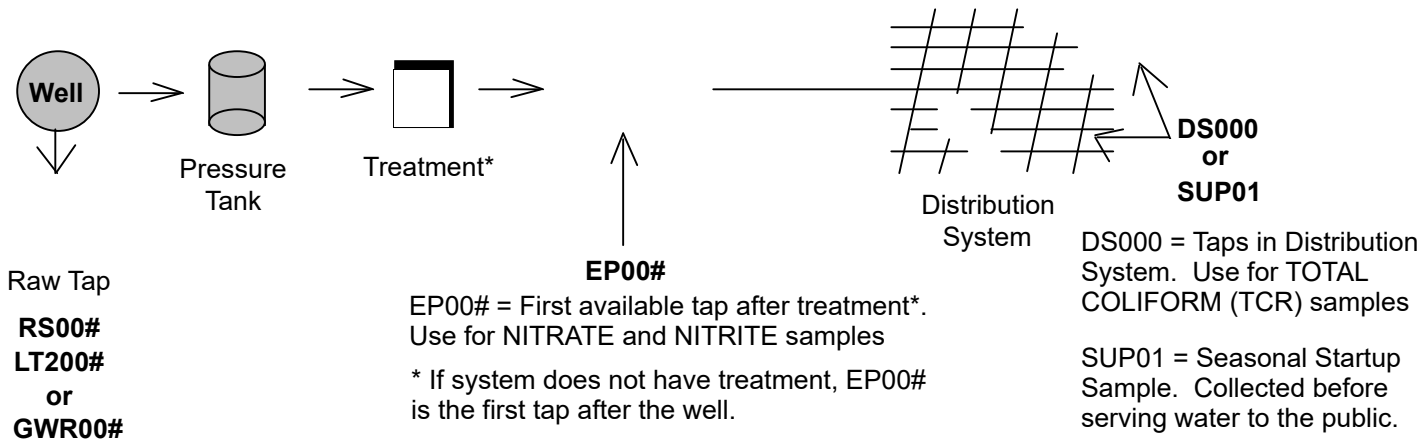 Well
Pressure
Tank
Treatment*
Distribution
System
DS000
or
SUP01
Raw Tap
RS00#
LT200#
or
GWR00#
EP00#
EP00# = First available tap after treatment*.
Use for NITRATE and NITRITE samples
* If system does not have treatment, EP00#
is the first tap after the well.
DS000 = Taps in Distribution
System.  Use for TOTAL
COLIFORM (TCR) samples
SUP01 = Seasonal Startup
Sample.  Collected before
serving water to the public.